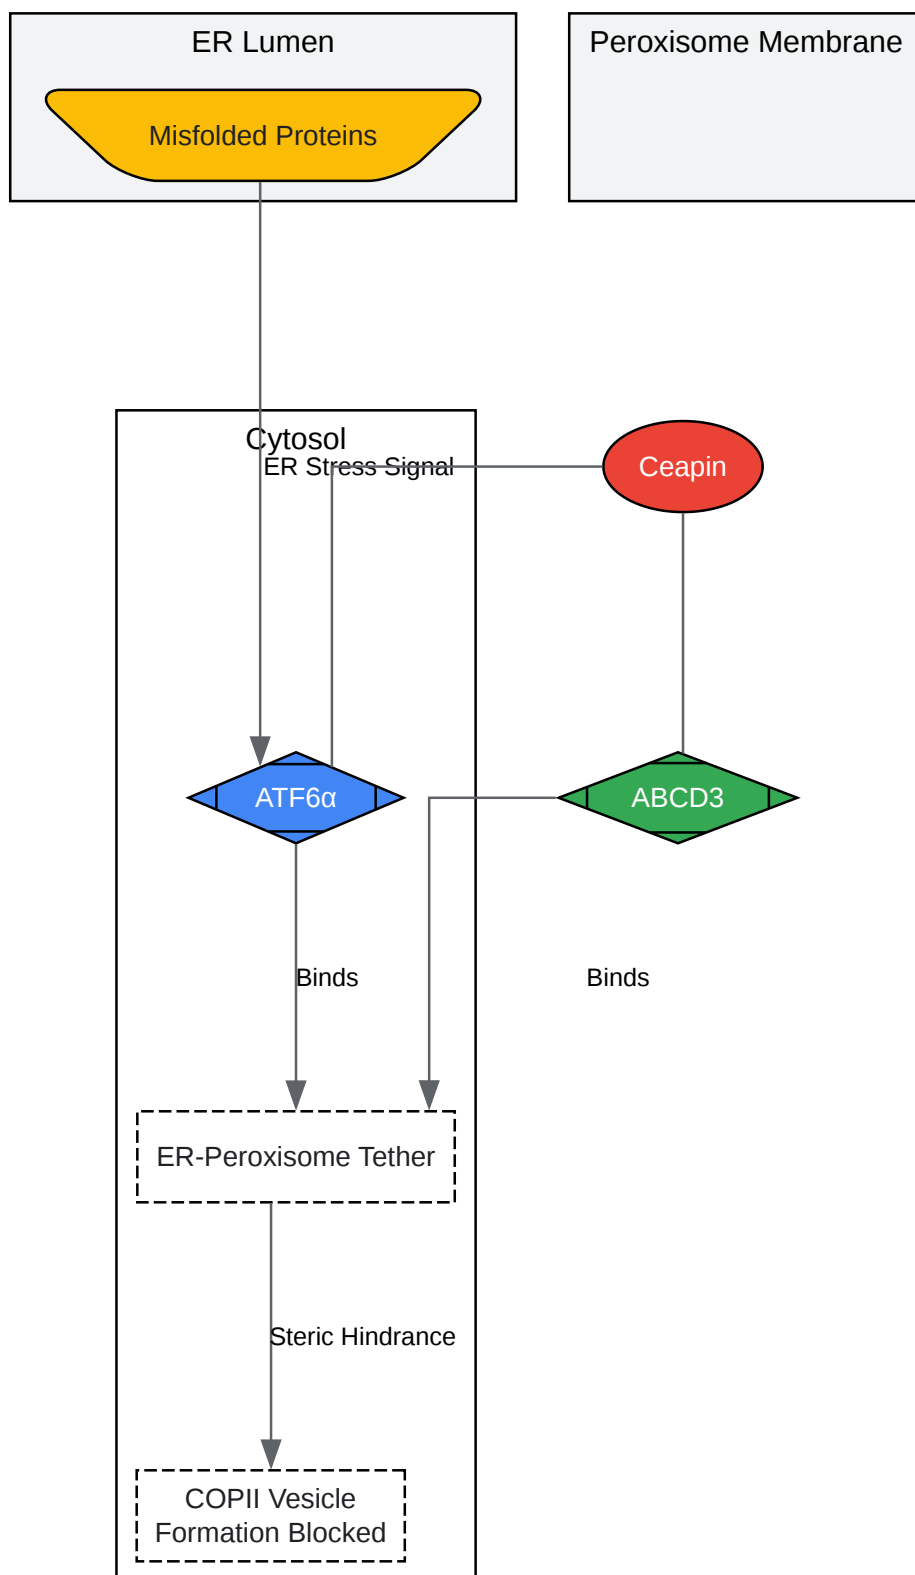 ER Lumen
Peroxisome Membrane
Misfolded Proteins
Cytosol
ER Stress Signal
Ceapin
ATF6α
ABCD3
Binds
Binds
ER-Peroxisome Tether
Steric Hindrance
COPII Vesicle
Formation Blocked